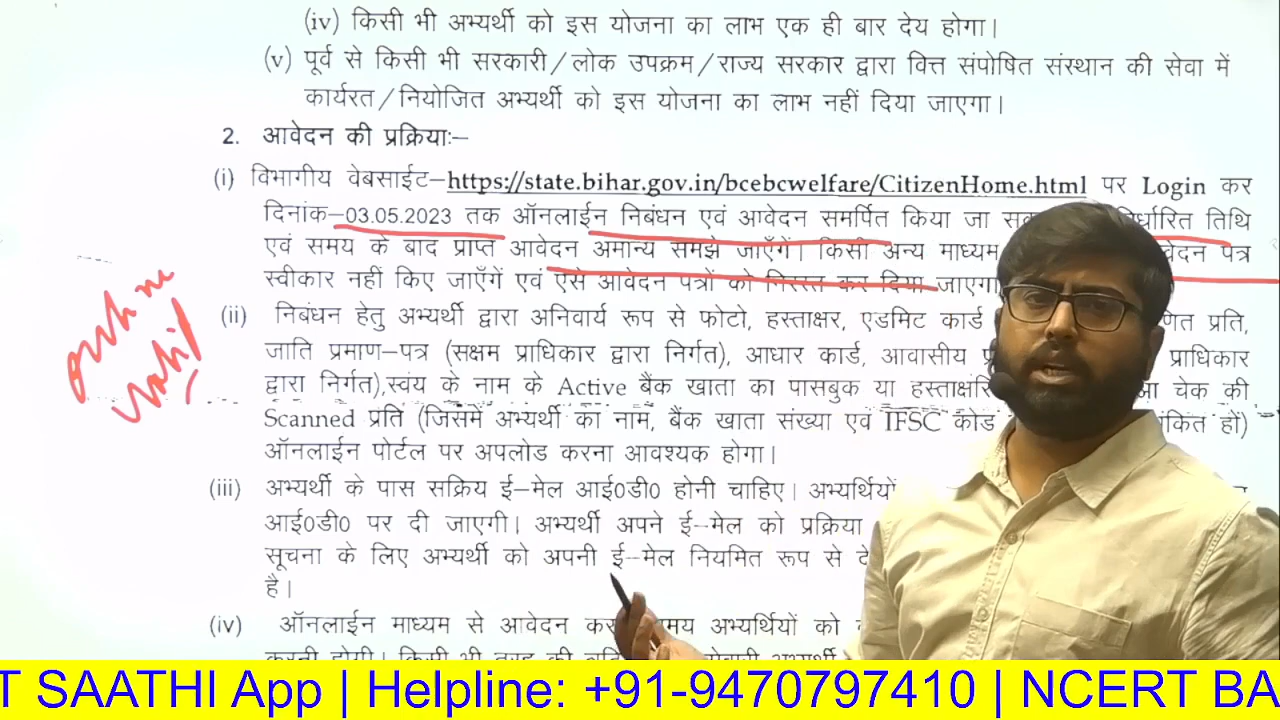 (iv) किसी भी अभ्यर्थी को इस योजना का लाभ एक ही बार देय होगा।
(v) पूर्व से किसी भी सरकारी/लोक उपक्रम/राज्य सरकार द्वारा वित्त संपोषित संस्थान की सेवा में
कार्यरत/नियोजित अभ्यर्थी को इस योजना का लाभ नहीं दिया जाएगा।
2. आवेदन की प्रक्रियाः–
(i) विभागीय वेबसाईट–https://state.bihar.gov.in/bcebcwelfare/CitizenHome.html पर Login कर
दिनांक–03.05.2023 तक ऑनलाईन निबंधन एवं आवेदन समर्पित किया जा तिथि
एवं समय के बाद प्राप्त आवेदन अमान्य समझे जाएँगें। किसी अन्य माध्यम पत्र
स्वीकार नहीं किए जाएँगें एवं ऐसे आवेदन पत्रों को निरस्त कर दिया जाएगा
(ii) निबंधन हेतु अभ्यर्थी द्वारा अनिवार्य रूप से फोटो, हस्ताक्षर, एडमिट कार्ड प्रति,
जाति प्रमाण–पत्र (सक्षम प्राधिकार द्वारा निर्गत), आधार कार्ड, आवासीय प्राधिकार
द्वारा निर्गत),स्वंय के नाम के Active बैंक खाता का पासबुक या चेक की
Scanned प्रति (जिसमें अभ्यर्थी का नाम, बैंक खाता संख्या एवं IFSC कोड हों)
ऑनलाईन पोर्टल पर अपलोड करना आवश्यक होगा।
(iii) अभ्यर्थी के पास सक्रिय ई–मेल आई0डी0 होनी चाहिए। अभ्यर्थियों
आई0डी0 पर दी जाएगी। अभ्यर्थी अपने ई–मेल को प्रक्रिया
सूचना के लिए अभ्यर्थी को अपनी ई–मेल नियमित रूप से
है।
(iv) ऑनलाईन माध्यम से आवेदन अभ्यर्थियों को
T SAATHI App | Helpline: +91-9470797410 | NCERT BA